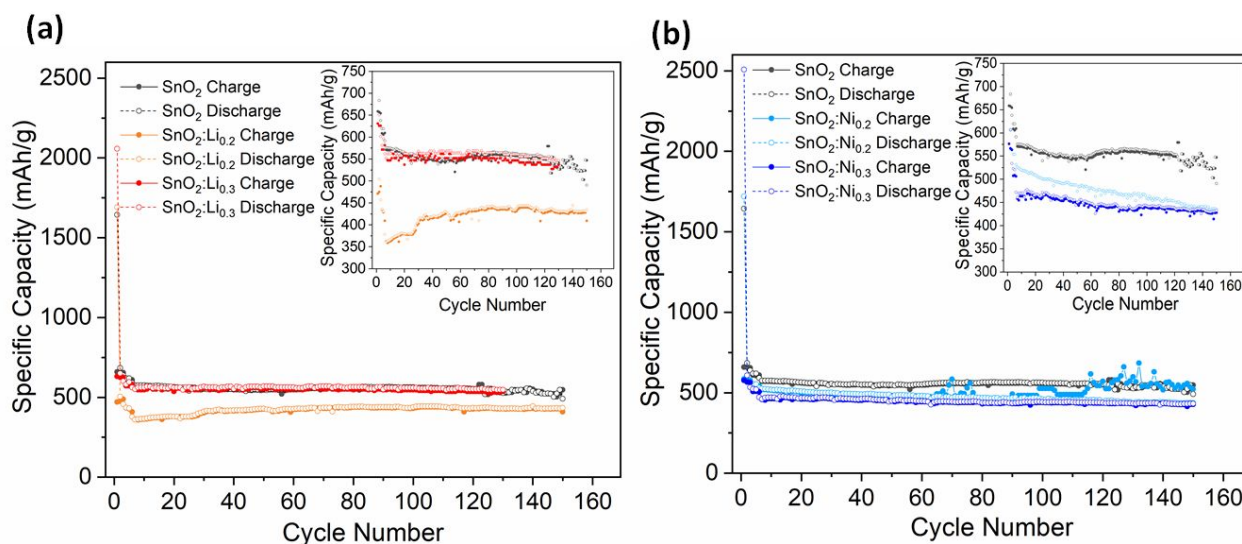 (a)
2500
2000
1500
1000
500
0
Specific Capacity (mAh/g)
0 20 40 60 80 100 120 140 160
Cycle Number
SnO₂ Charge
SnO₂ Discharge
SnO₂:Li₀.₂ Charge
SnO₂:Li₀.₂ Discharge
SnO₂:Li₀.₃ Charge
SnO₂:Li₀.₃ Discharge
750
700
650
600
550
500
450
400
350
300
Specific Capacity (mAh/g)
0 20 40 60 80 100 120 140 160
Cycle Number
(b)
2500
2000
1500
1000
500
0
Specific Capacity (mAh/g)
0 20 40 60 80 100 120 140 160
Cycle Number
SnO₂ Charge
SnO₂ Discharge
SnO₂:Ni₀.₂ Charge
SnO₂:Ni₀.₂ Discharge
SnO₂:Ni₀.₃ Charge
SnO₂:Ni₀.₃ Discharge
750
700
650
600
550
500
450
400
350
300
Specific Capacity (mAh/g)
0 20 40 60 80 100 120 140 160
Cycle Number